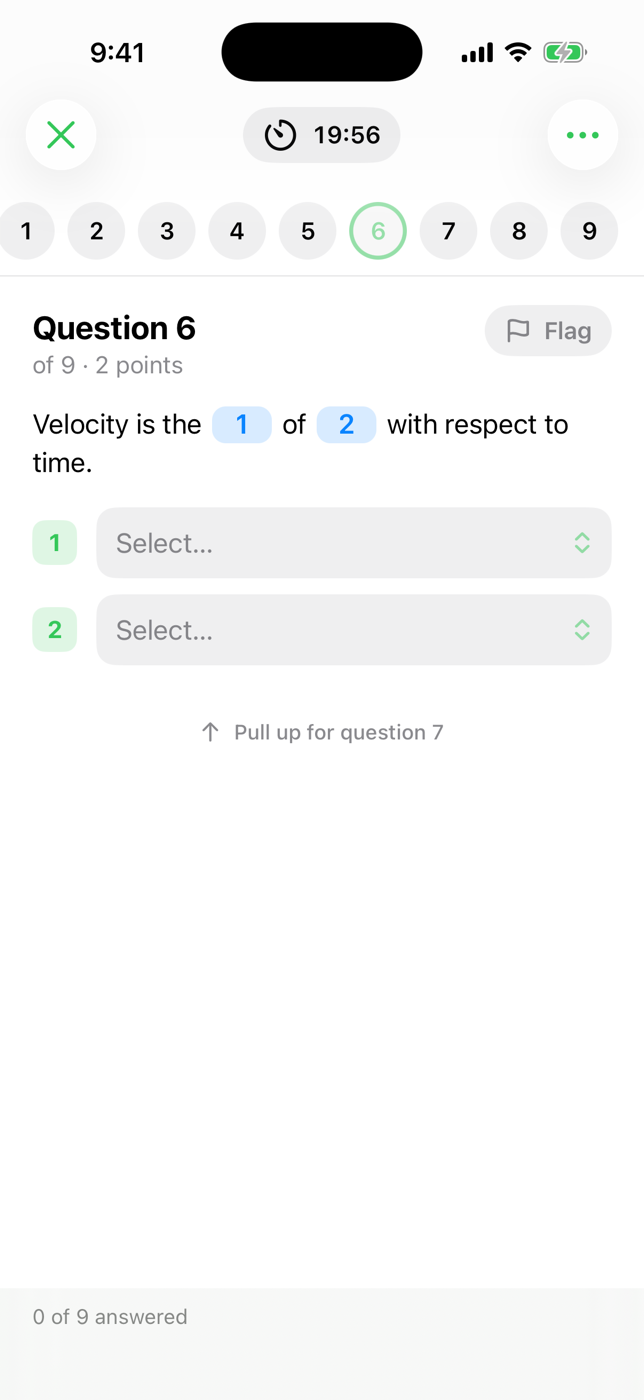 9:41
19:56
1 2 3 4 5 6 7 8 9
Question 6
Flag
of 9 · 2 points
Velocity is the 1 of 2 with respect to
time.
1 Select...
2 Select...
Pull up for question 7
0 of 9 answered